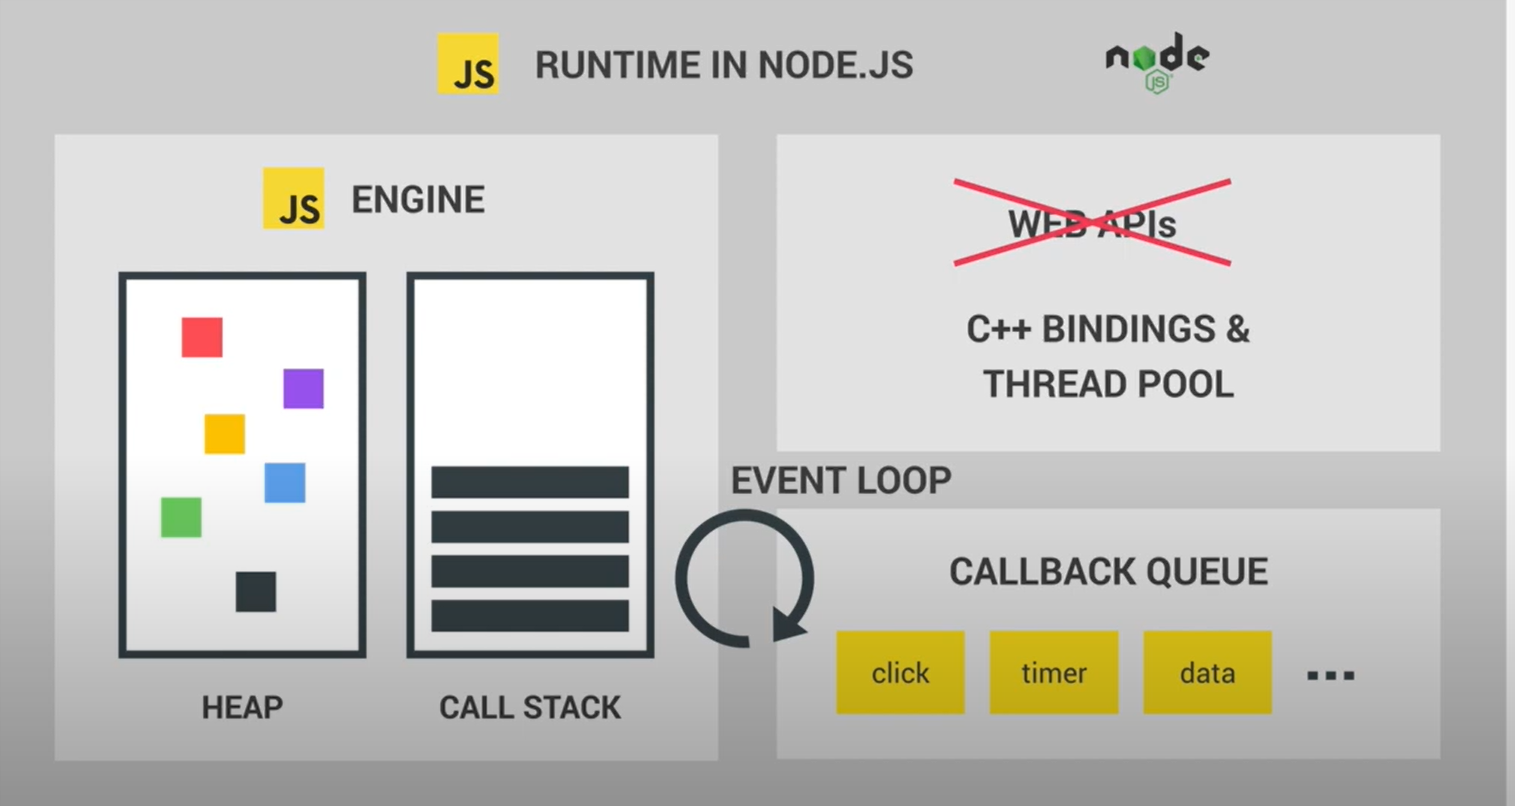 JS RUNTIME IN NODE.JS
node
JS
JS ENGINE
HEAP
CALL STACK
WEB APIs
C++ BINDINGS &
THREAD POOL
EVENT LOOP
CALLBACK QUEUE
click timer data ...